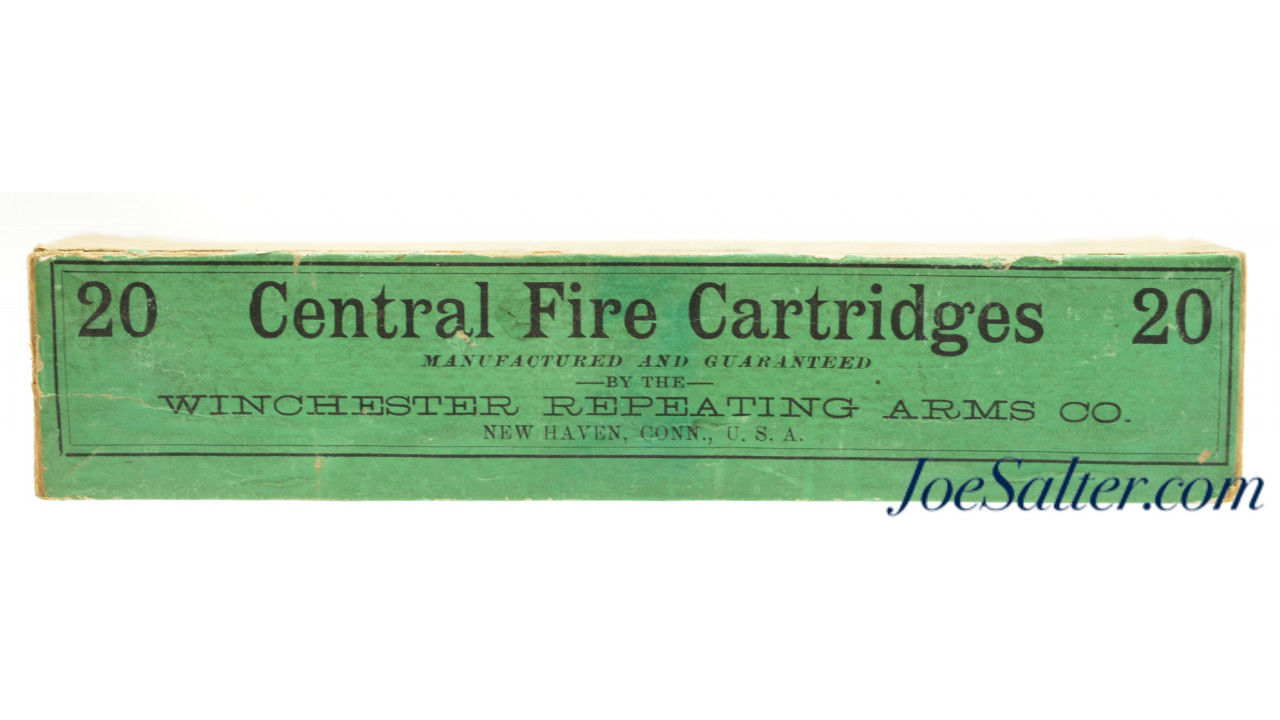 20 Central Fire Cartridges 20
MANUFACTURED AND GUARANTEED
—BY THE—
WINCHESTER REPEATING ARMS CO.
NEW HAVEN, CONN., U. S. A.
JoeSalter.com